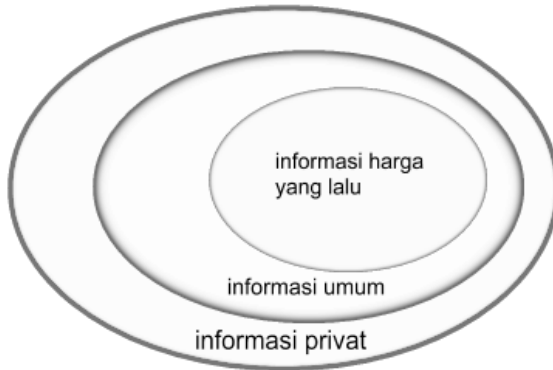 informasi harga
yang lalu
informasi umum
informasi privat